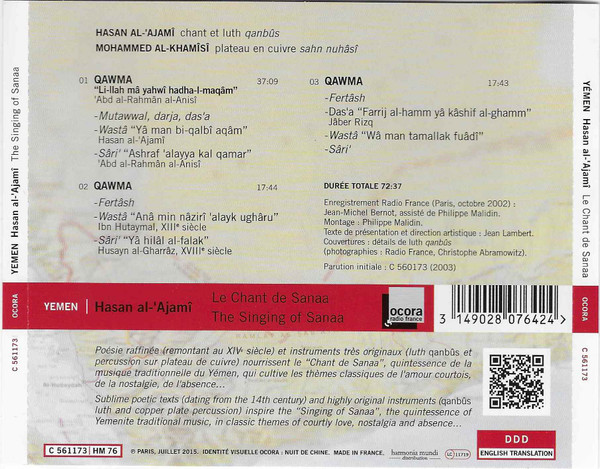 HASAN AL-'AJAMÎ chant et luth qanbûs
MOHAMMED AL-KHAMÎSÎ plateau en cuivre sahn nuhâsî
01 QAWMA 37:09
"Li-llah mā yahwî hadha-l-maqām"
'Abd al-Rahmân al-Anisî
-Mutawwal, darja, das'a
-Wastâ "Yâ man bi-qalbî aqâm"
Hasan al-'Ajamî
-Sâri' "Ashraf 'alayya kal qamar"
'Abd al-Rahmân al-Anisî
02 QAWMA 17:44
-Fertâsh
-Wastâ "Anâ min nâzirî 'alayk ughâru"
Ibn Hutaymal, XIIIe siècle
-Sâri' "Yâ hilâl al-falak"
Husayn al-Gharrâz, XVIIIe siècle
03 QAWMA 17:43
-Fertâsh
-Das'a "Farrij al-hamm yâ kâshif al-ghamm"
Jâber Rizq
-Wastâ "Wâ man tamallak fuâdî"
-Sâri'
DURÉE TOTALE 72:37
Enregistrement Radio France (Paris, octobre 2002) :
Jean-Michel Bernot, assisté de Philippe Malidin.
Montage : Philippe Malidin.
Texte de présentation et direction artistique : Jean Lambert.
Couvertures : détails de luth qanbûs
(photographies : Radio France, Christophe Abramowitz).
Parution initiale : C 560173 (2003)
YEMEN | Hasan al-'Ajamî
Le Chant de Sanaa
The Singing of Sanaa
ocora
radio france
3 149028 076424 >
Poésie raffinée (remontant au XIVe siècle) et instruments très originaux (luth qanbûs et
percussion sur plateau de cuivre) nourrissent le "Chant de Sanaa", quintessence de la
musique traditionnelle du Yémen, qui cultive les thèmes classiques de l'amour courtois,
de la nostalgie, de l'absence...
Sublime poetic texts (dating from the 14th century) and highly original instruments (qanbûs
luth and copper plate percussion) inspire the "Singing of Sanaa", the quintessence of
Yemenite traditional music, in classic themes of courtly love, nostalgia and absence...
C 561173 HM 76
℗ PARIS, JUILLET 2015. IDENTITÉ VISUELLE OCORA : NUIT DE CHINE. MADE IN FRANCE.
harmonia mundi
distribution
LC 11719
DDD
ENGLISH TRANSLATION
C 561173 OCORA YEMEN Hasan al-'Ajamî The Singing of Sanaa
YÉMEN Hasan al-'Ajamî Le Chant de Sanaa OCORA C 561173